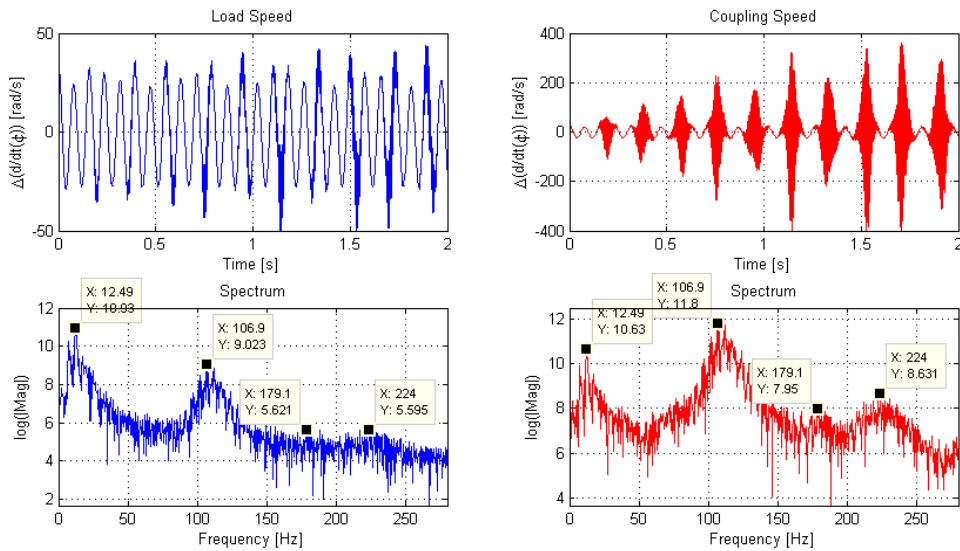 Load Speed
Δ(d/dt(ϕ)) [rad/s]
50
0
-50
0 0.5 1 1.5 2
Time [s]
Coupling Speed
Δ(d/dt(ϕ)) [rad/s]
400
200
0
-200
-400
0 0.5 1 1.5 2
Time [s]
Spectrum
log(|Mag|)
12
10
8
6
4
2
X: 12.49
Y: 10.93
X: 106.9
Y: 9.023
X: 179.1
Y: 5.621
X: 224
Y: 5.595
0 50 100 150 200 250
Frequency [Hz]
Spectrum
log(|Mag|)
12
10
8
6
4
X: 12.49
Y: 10.63
X: 106.9
Y: 11.8
X: 179.1
Y: 7.95
X: 224
Y: 8.631
0 50 100 150 200 250
Frequency [Hz]